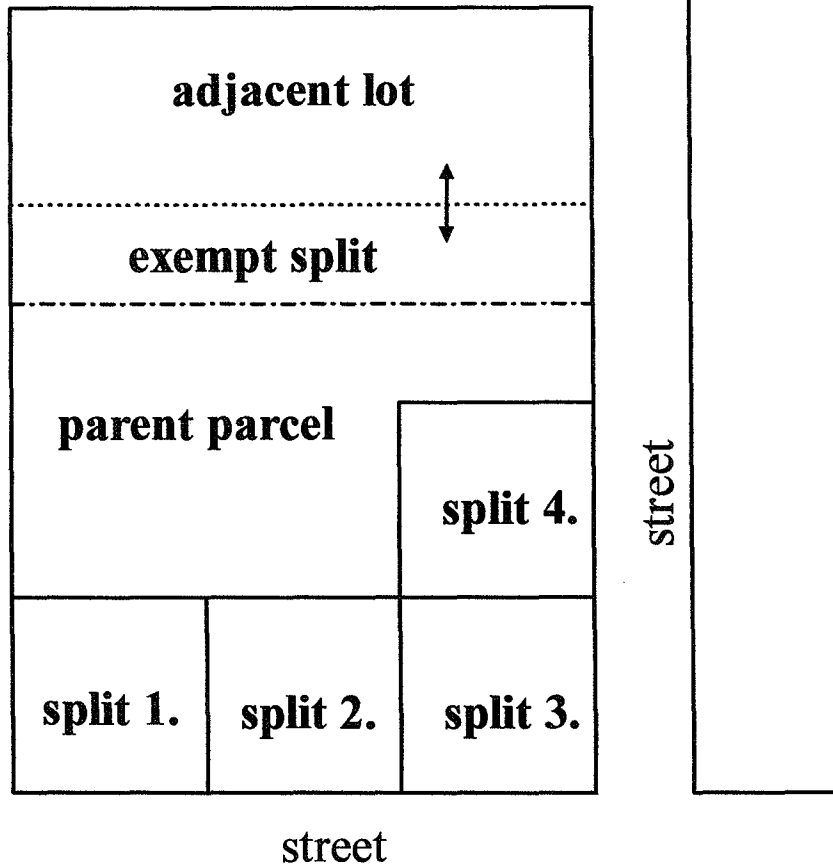 adjacent lot
exempt split
parent parcel
split 4.
street
split 1.
split 2.
split 3.
street